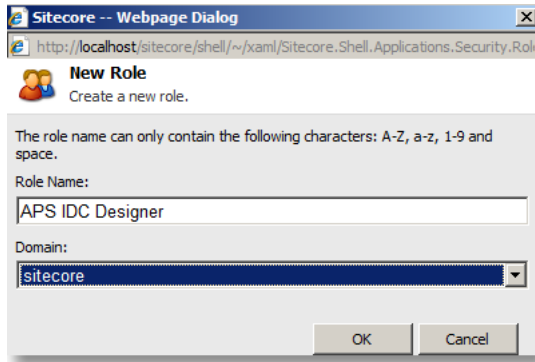 Sitecore -- Webpage Dialog
http://localhost/sitecore/shell/~/xaml/Sitecore.Shell.Applications.Security.Rol
New Role
Create a new role.
The role name can only contain the following characters: A-Z, a-z, 1-9 and
space.
Role Name:
APS IDC Designer
Domain:
sitecore
OK
Cancel